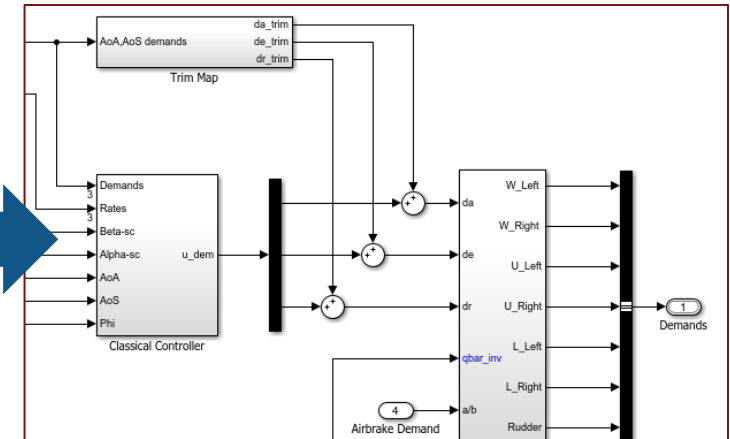 da_trim
AoA,AoS demands
de_trim
dr_trim
Trim Map
Demands
3
Rates
3
Beta-sc
Alpha-sc
u_dem
AoA
AoS
Phi
Classical Controller
W_Left
da
W_Right
de
U_Left
dr
U_Right
1
Demands
L_Left
qbar_inv
L_Right
4
a/b
Airbrake Demand
Rudder